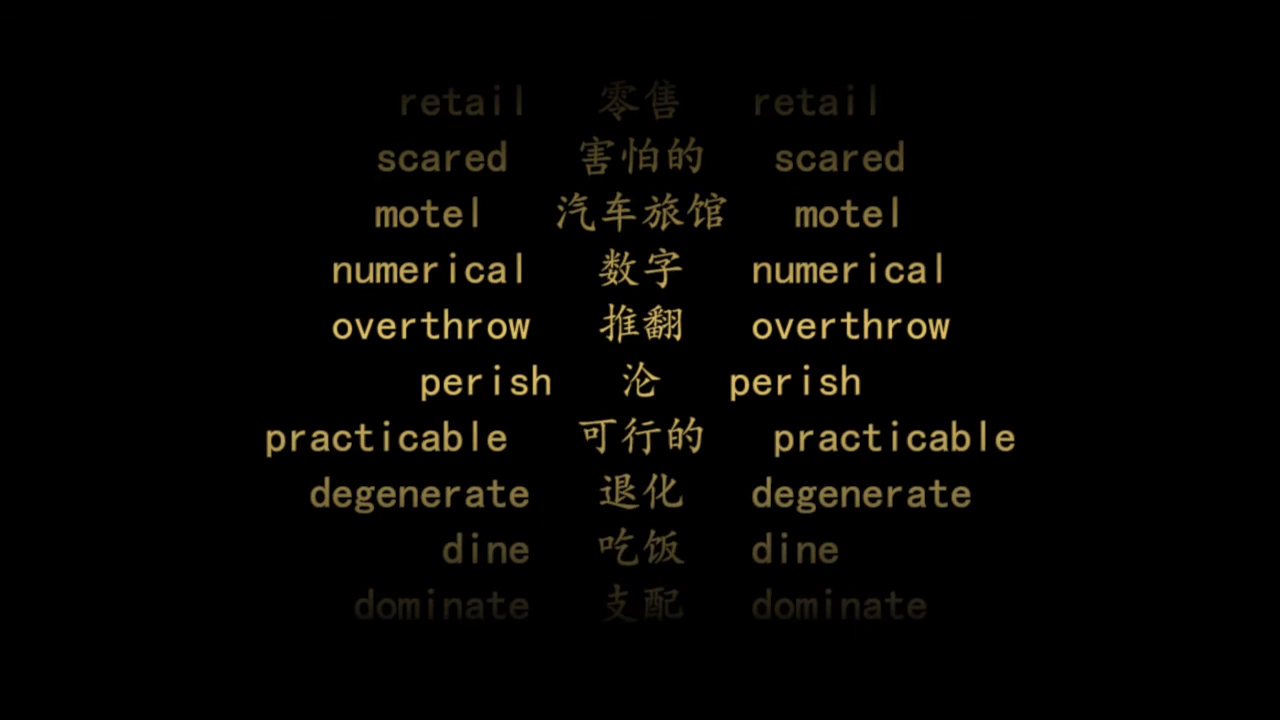 retail 零售 retail
scared 害怕的 scared
motel 汽车旅馆 motel
numerical 数字 numerical
overthrow 推翻 overthrow
perish 沦 perish
practicable 可行的 practicable
degenerate 退化 degenerate
dine 吃饭 dine
dominate 支配 dominate